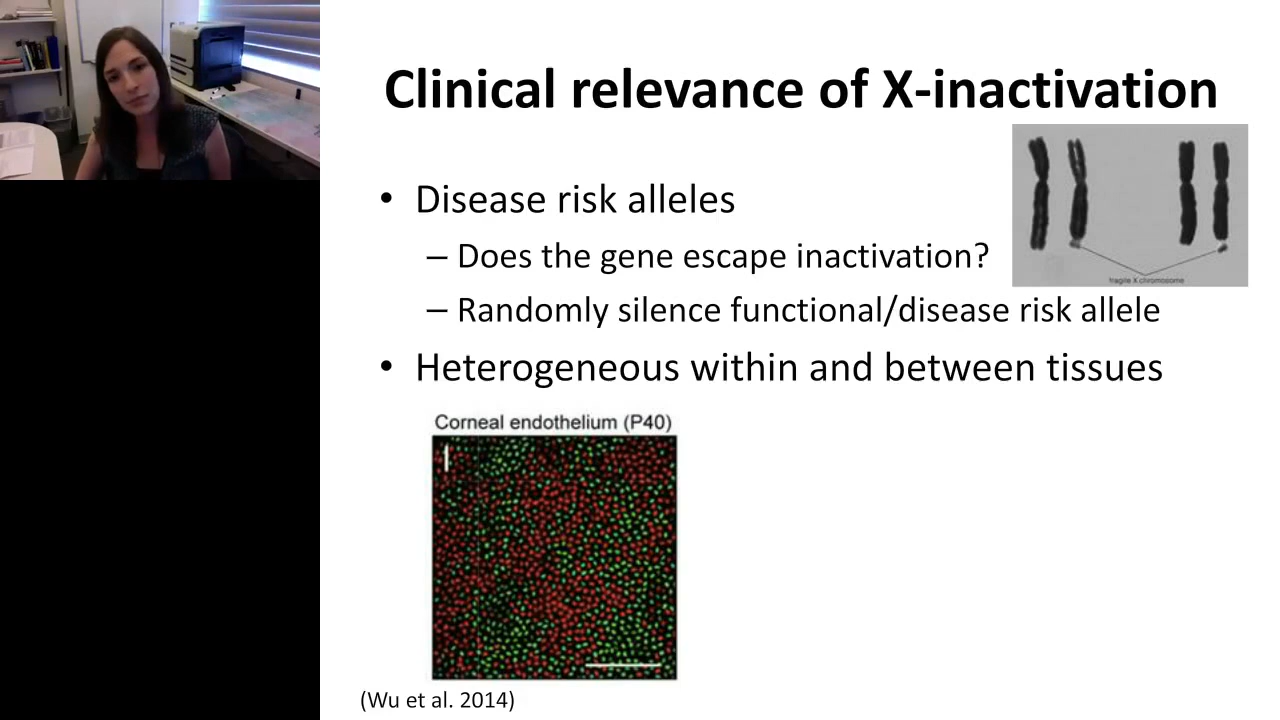 Clinical relevance of X-inactivation
• Disease risk alleles
– Does the gene escape inactivation?
fragile X chromosome
– Randomly silence functional/disease risk allele
• Heterogeneous within and between tissues
Corneal endothelium (P40)
(Wu et al. 2014)